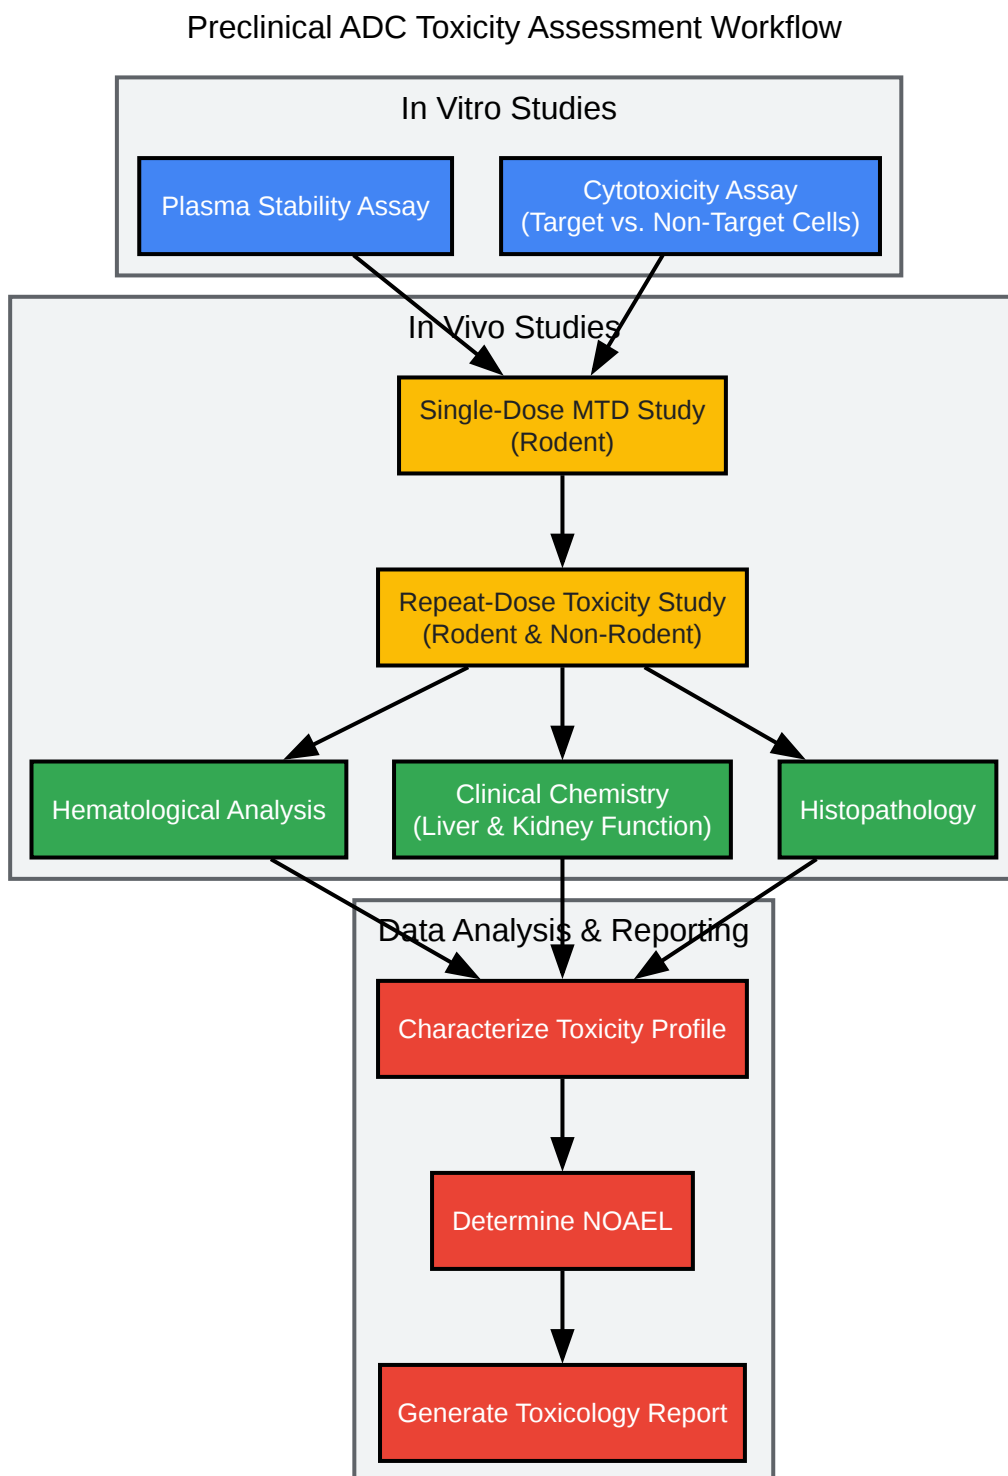 Preclinical ADC Toxicity Assessment Workflow
In Vitro Studies
Plasma Stability Assay
Cytotoxicity Assay
(Target vs. Non-Target Cells)
In Vivo Studies
Single-Dose MTD Study
(Rodent)
Repeat-Dose Toxicity Study
(Rodent & Non-Rodent)
Hematological Analysis
Clinical Chemistry
(Liver & Kidney Function)
Histopathology
Data Analysis & Reporting
Characterize Toxicity Profile
Determine NOAEL
Generate Toxicology Report